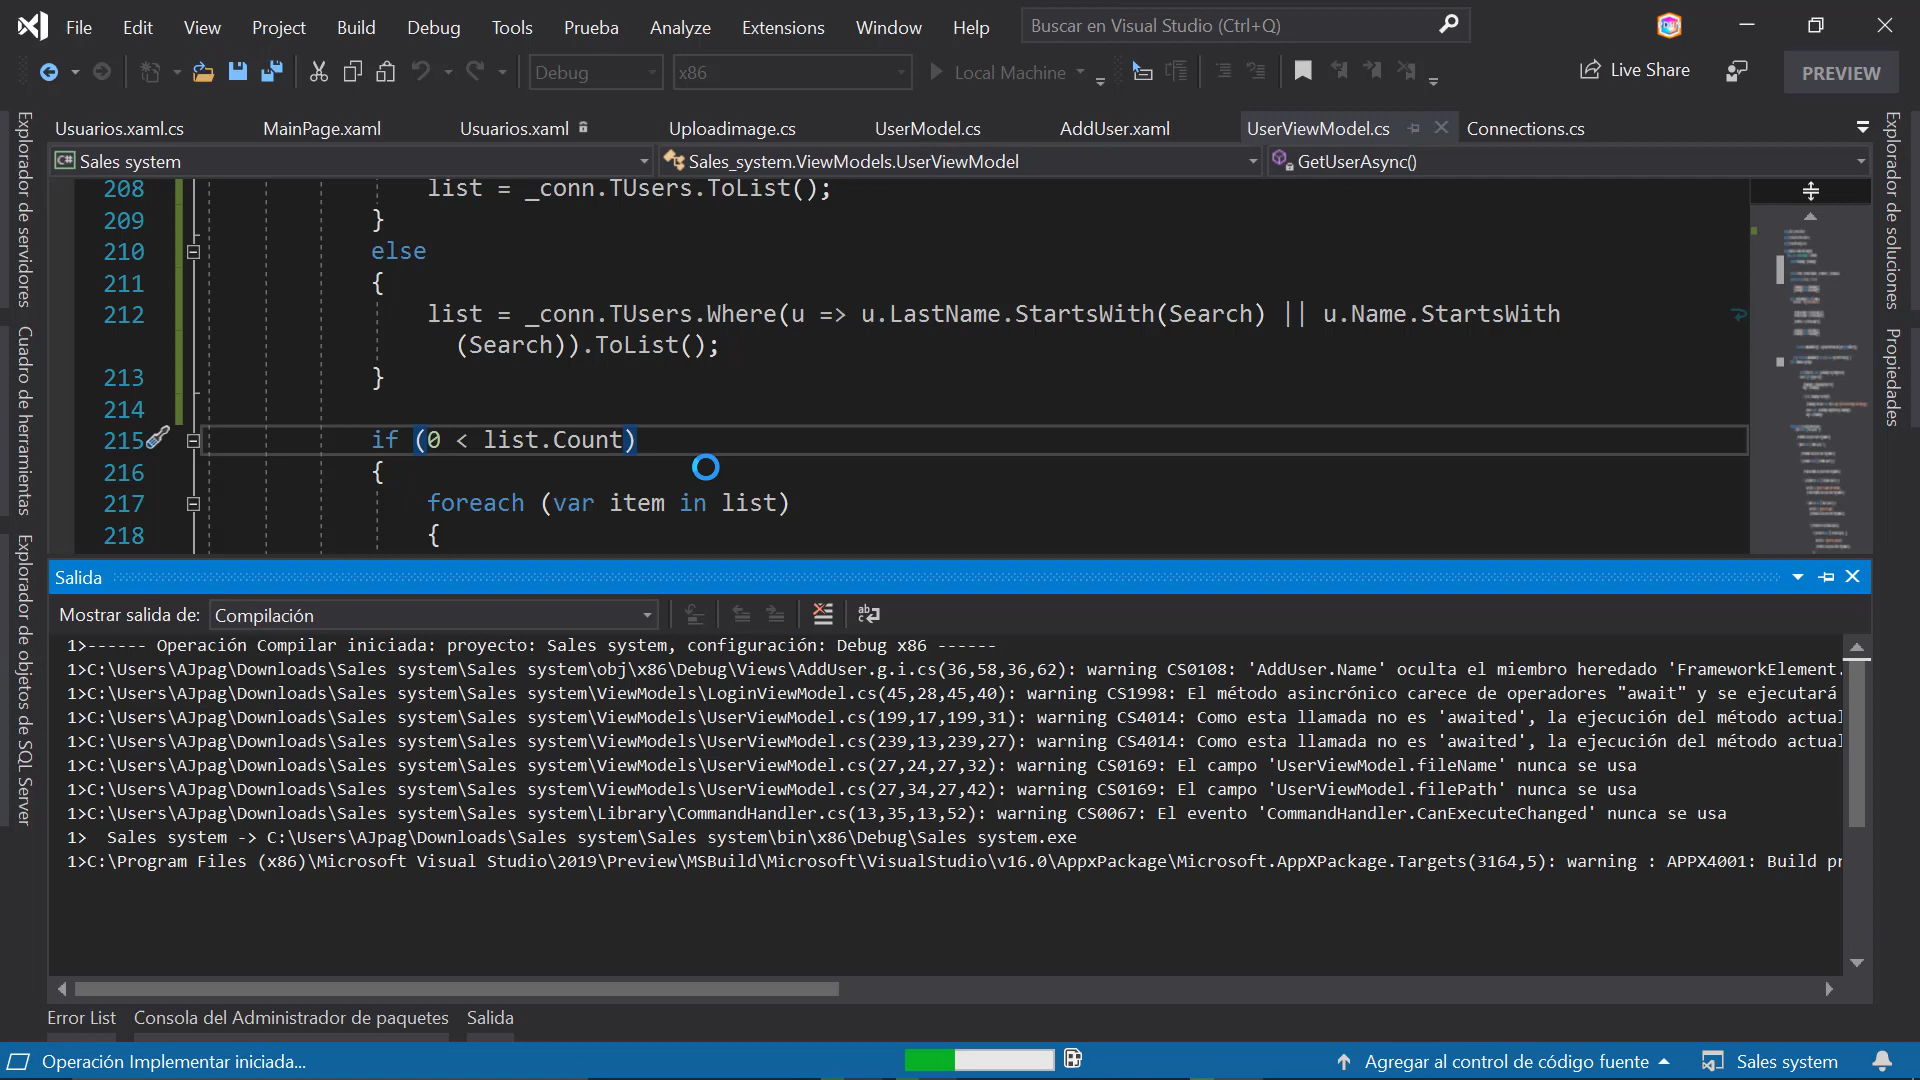 File Edit View Project Build Debug Tools Prueba Analyze Extensions Window Help Buscar en Visual Studio (Ctrl+Q)
Debug x86 Local Machine Live Share PREVIEW
Usuarios.xaml.cs MainPage.xaml Usuarios.xaml Uploadimage.cs UserModel.cs AddUser.xaml UserViewModel.cs Connections.cs
C# Sales system Sales_system.ViewModels.UserViewModel GetUserAsync()
Explorador de servidores
Cuadro de herramientas
Explorador de objetos de SQL Server
Explorador de soluciones
Propiedades
208 list = _conn.TUsers.ToList();
209 }
210 else
211 {
212 list = _conn.TUsers.Where(u => u.LastName.StartsWith(Search) || u.Name.StartsWith
(Search)).ToList();
213 }
214
215 if (0 < list.Count)
216 {
217 foreach (var item in list)
218 {
Salida
Mostrar salida de: Compilación
1>------ Operación Compilar iniciada: proyecto: Sales system, configuración: Debug x86 ------
1>C:\Users\AJpag\Downloads\Sales system\Sales system\obj\x86\Debug\Views\AddUser.g.i.cs(36,58,36,62): warning CS0108: 'AddUser.Name' oculta el miembro heredado 'FrameworkElement.
1>C:\Users\AJpag\Downloads\Sales system\Sales system\ViewModels\LoginViewModel.cs(45,28,45,40): warning CS1998: El método asincrónico carece de operadores "await" y se ejecutará
1>C:\Users\AJpag\Downloads\Sales system\Sales system\ViewModels\UserViewModel.cs(199,17,199,31): warning CS4014: Como esta llamada no es 'awaited', la ejecución del método actual
1>C:\Users\AJpag\Downloads\Sales system\Sales system\ViewModels\UserViewModel.cs(239,13,239,27): warning CS4014: Como esta llamada no es 'awaited', la ejecución del método actual
1>C:\Users\AJpag\Downloads\Sales system\Sales system\ViewModels\UserViewModel.cs(27,24,27,32): warning CS0169: El campo 'UserViewModel.fileName' nunca se usa
1>C:\Users\AJpag\Downloads\Sales system\Sales system\ViewModels\UserViewModel.cs(27,34,27,42): warning CS0169: El campo 'UserViewModel.filePath' nunca se usa
1>C:\Users\AJpag\Downloads\Sales system\Sales system\Library\CommandHandler.cs(13,35,13,52): warning CS0067: El evento 'CommandHandler.CanExecuteChanged' nunca se usa
1> Sales system -> C:\Users\AJpag\Downloads\Sales system\Sales system\bin\x86\Debug\Sales system.exe
1>C:\Program Files (x86)\Microsoft Visual Studio\2019\Preview\MSBuild\Microsoft\VisualStudio\v16.0\AppxPackage\Microsoft.AppXPackage.Targets(3164,5): warning : APPX4001: Build pr
Error List Consola del Administrador de paquetes Salida
Operación Implementar iniciada... Agregar al control de código fuente Sales system